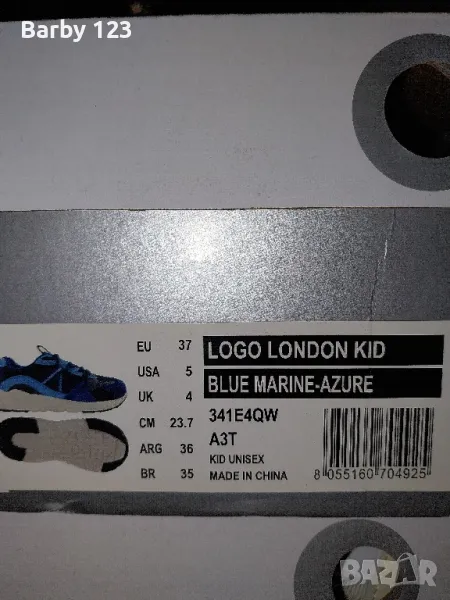 Barby 123
EU 37
USA 5
UK 4
CM 23.7
ARG 36
BR 35
LOGO LONDON KID
BLUE MARINE-AZURE
341E4QW
A3T
KID UNISEX
MADE IN CHINA
8 055160 704925
BAZAR